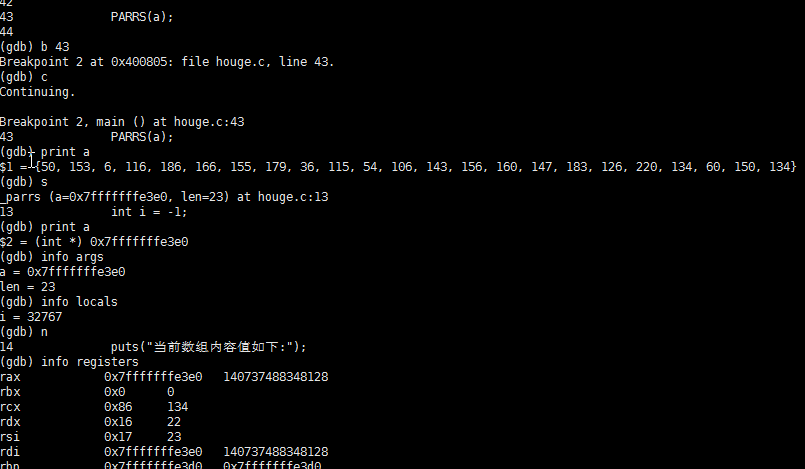 42
43 PARRS(a);
44
(gdb) b 43
Breakpoint 2 at 0x400805: file houge.c, line 43.
(gdb) c
Continuing.
Breakpoint 2, main () at houge.c:43
43 PARRS(a);
(gdb) print a
$1 = {50, 153, 6, 116, 186, 166, 155, 179, 36, 115, 54, 106, 143, 156, 160, 147, 183, 126, 220, 134, 60, 150, 134}
(gdb) s
_parrs (a=0x7fffffffe3e0, len=23) at houge.c:13
13 int i = -1;
(gdb) print a
$2 = (int *) 0x7fffffffe3e0
(gdb) info args
a = 0x7fffffffe3e0
len = 23
(gdb) info locals
i = 32767
(gdb) n
14 puts("当前数组内容值如下:");
(gdb) info registers
rax 0x7fffffffe3e0 140737488348128
rbx 0x0 0
rcx 0x86 134
rdx 0x16 22
rsi 0x17 23
rdi 0x7fffffffe3e0 140737488348128
rbp 0x7fffffffe3d0 0x7fffffffe3d0